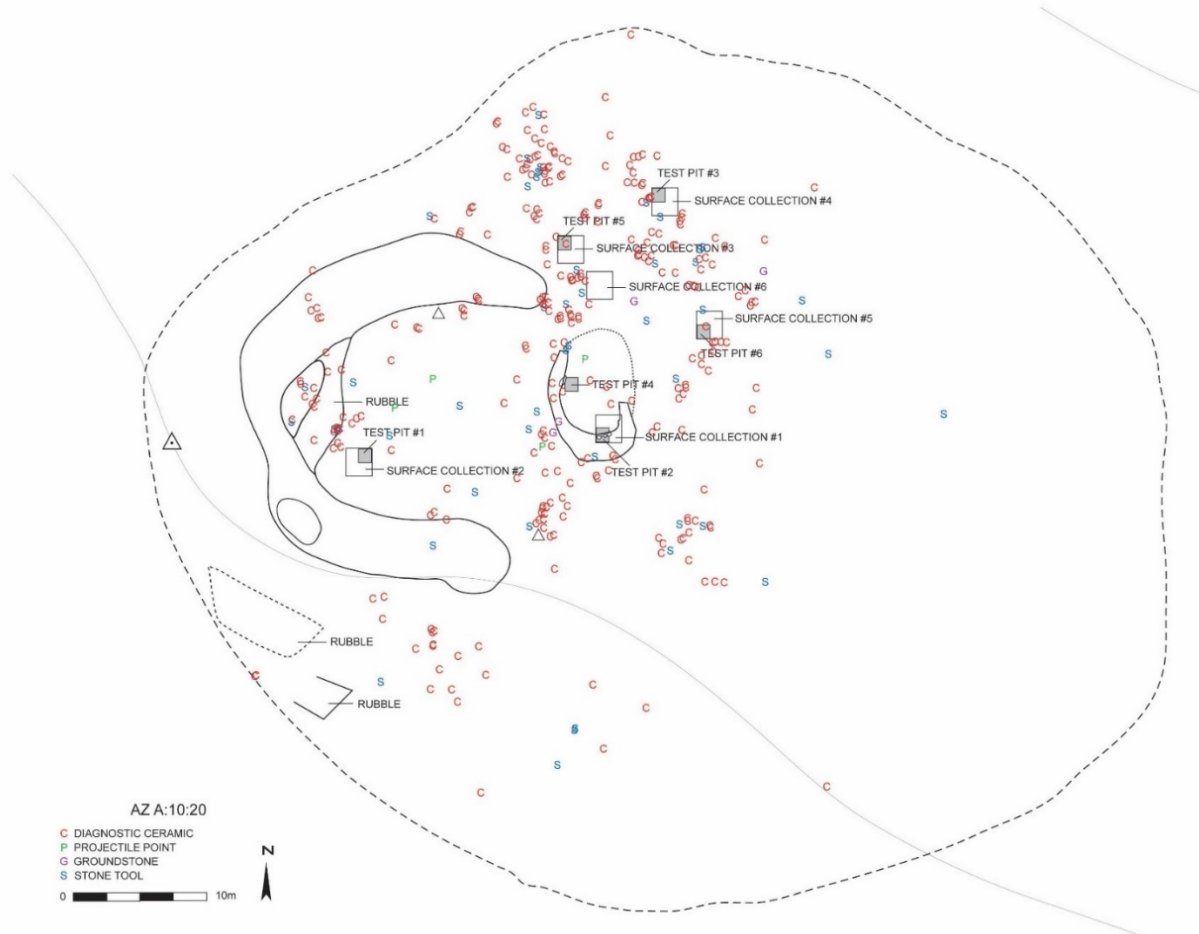 TEST PIT #3
SURFACE COLLECTION #4
TEST PIT #5
SURFACE COLLECTION #3
SURFACE COLLECTION #6
SURFACE COLLECTION #5
TEST PIT #6
TEST PIT #4
RUBBLE
TEST PIT #1
SURFACE COLLECTION #1
SURFACE COLLECTION #2
TEST PIT #2
RUBBLE
RUBBLE
AZ A:10:20
C DIAGNOSTIC CERAMIC
P PROJECTILE POINT
G GROUNDSTONE
S STONE TOOL
0 10m
N